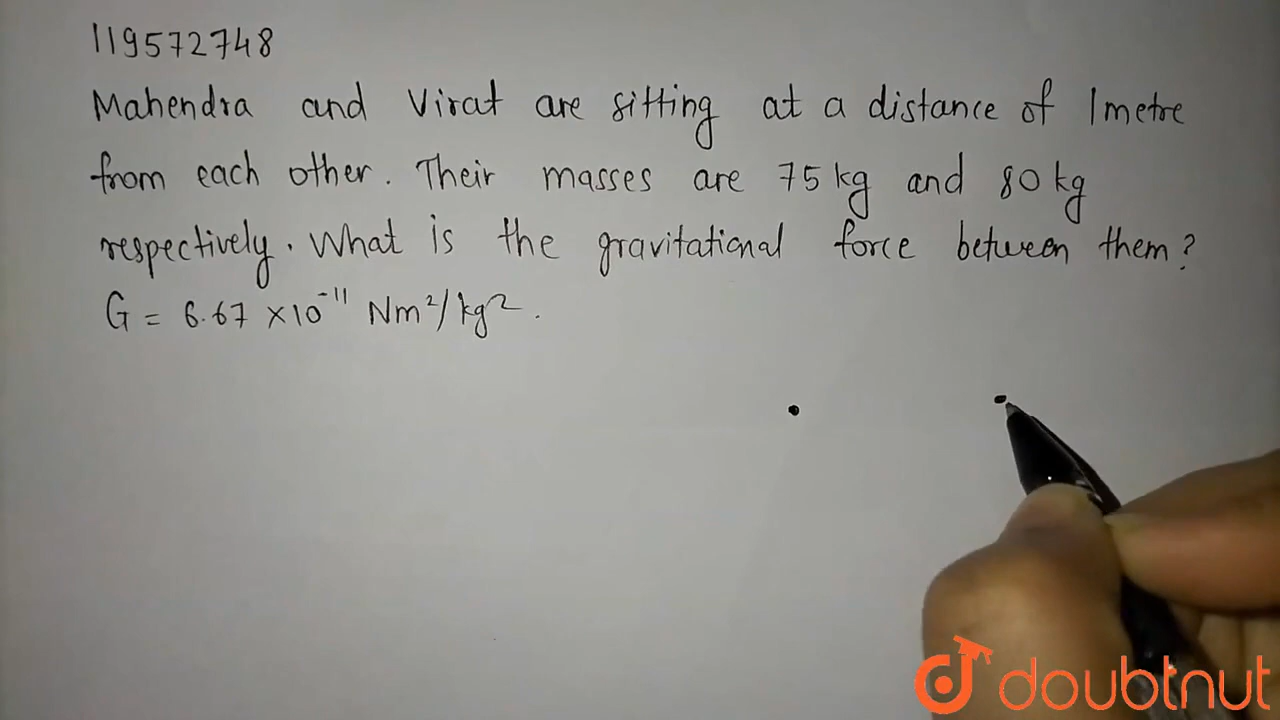 119572748
Mahendra and Virat are sitting at a distance of 1metre
from each other. Their masses are 75 kg and 80 kg
respectively. What is the gravitational force between them?
G = 6.67 ×10⁻¹¹ Nm²/kg².
doubtnut